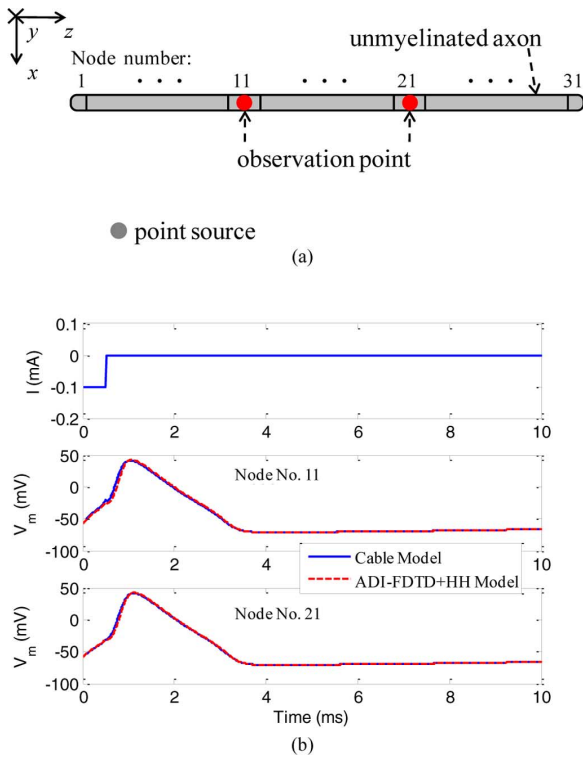 y z
x
unmyelinated axon
Node number:
1 · · · 11 · · · 21 · · · 31
observation point
point source
(a)
0.1
0
-0.1
-0.2
I (mA)
0 2 4 6 8 10
50
0
-50
-100
Vm (mV)
Node No. 11
0 2 4 6 8 10
Cable Model
ADI-FDTD+HH Model
50
0
-50
-100
Vm (mV)
Node No. 21
0 2 4 6 8 10
Time (ms)
(b)